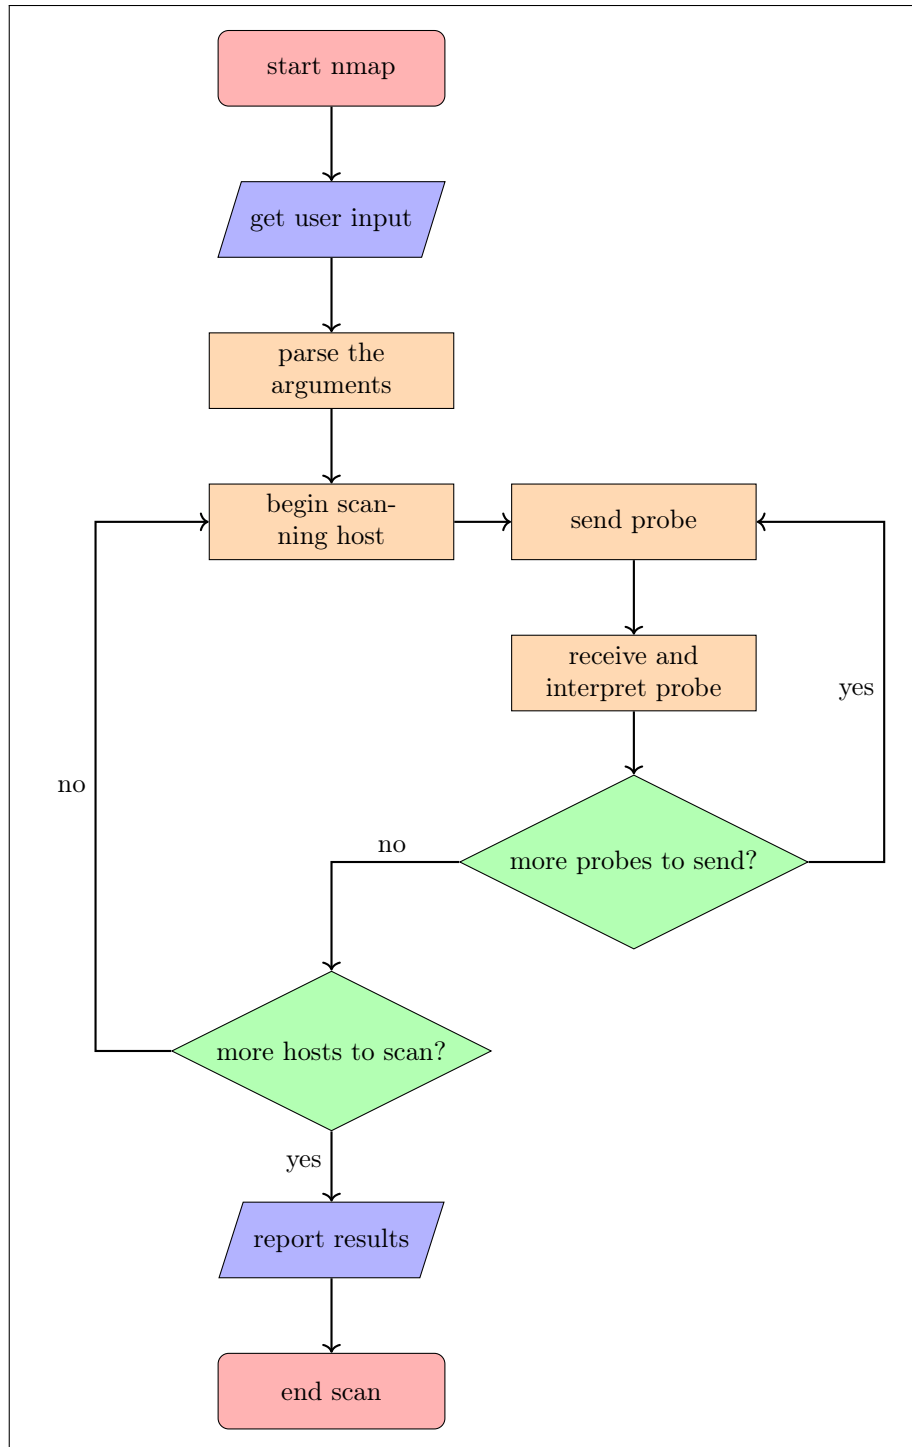 start nmap
get user input
parse the
arguments
begin scan-
ning host
send probe
receive and
interpret probe
yes
no
no
more probes to send?
more hosts to scan?
yes
report results
end scan